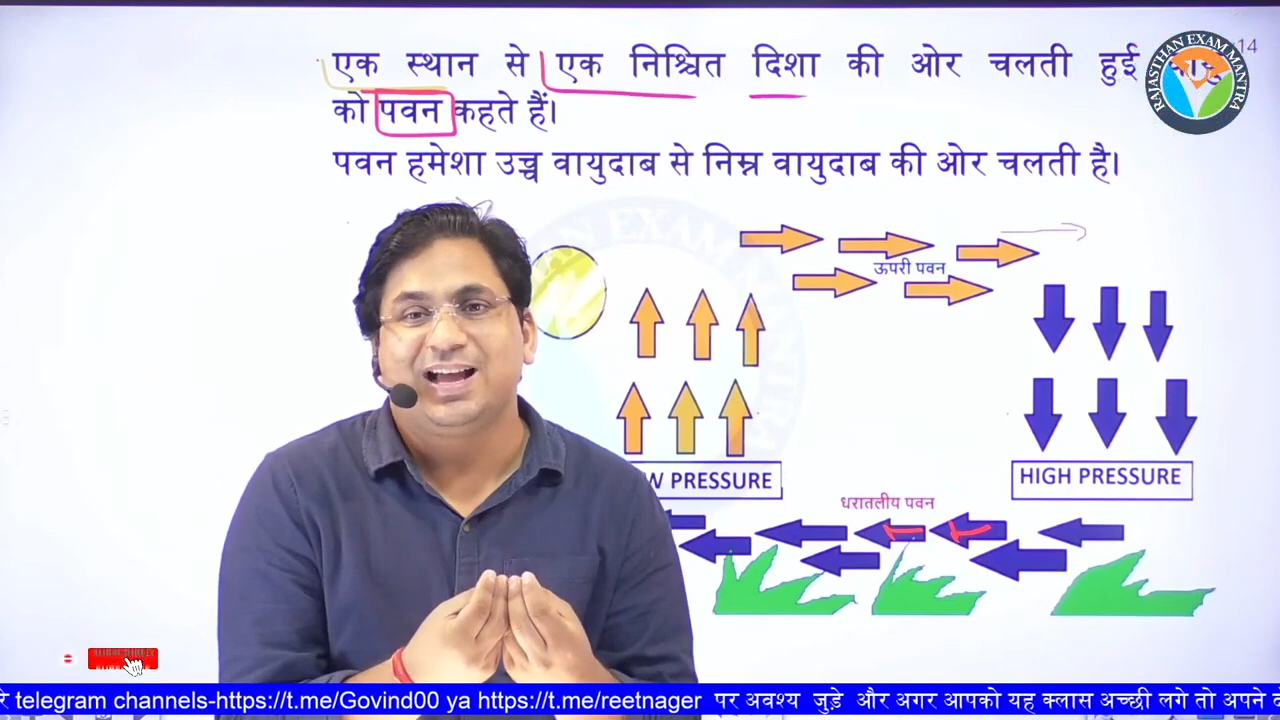 एक स्थान से एक निश्चित दिशा की ओर चलती हुई
14
RAJASTHAN EXAM MANTRA
को पवन कहते हैं।
पवन हमेशा उच्च वायुदाब से निम्न वायुदाब की ओर चलती है।
ऊपरी पवन
PRESSURE
HIGH PRESSURE
धरातलीय पवन
रे telegram channels-https://t.me/Govind00 ya https://t.me/reetnager पर अवश्य जुड़े और अगर आपको यह क्लास अच्छी लगे तो अपने